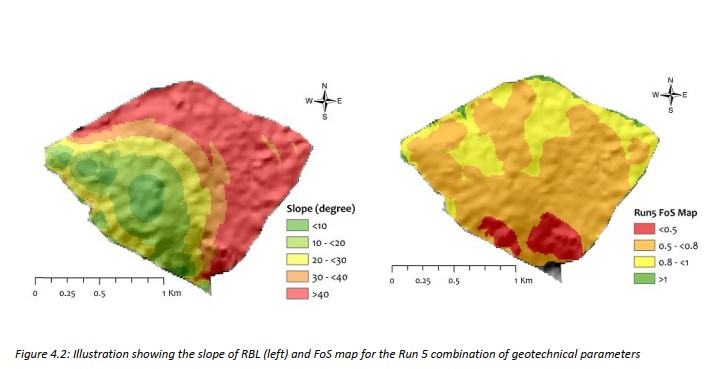 N
W E
S
Slope (degree)
<10
10 - <20
20 - <30
30 - <40
>40
0 0.25 0.5 1 Km
N
W E
S
Run5 FoS Map
<0.5
0.5 - <0.8
0.8 - <1
>1
0 0.25 0.5 1 Km
Figure 4.2: Illustration showing the slope of RBL (left) and FoS map for the Run 5 combination of geotechnical parameters